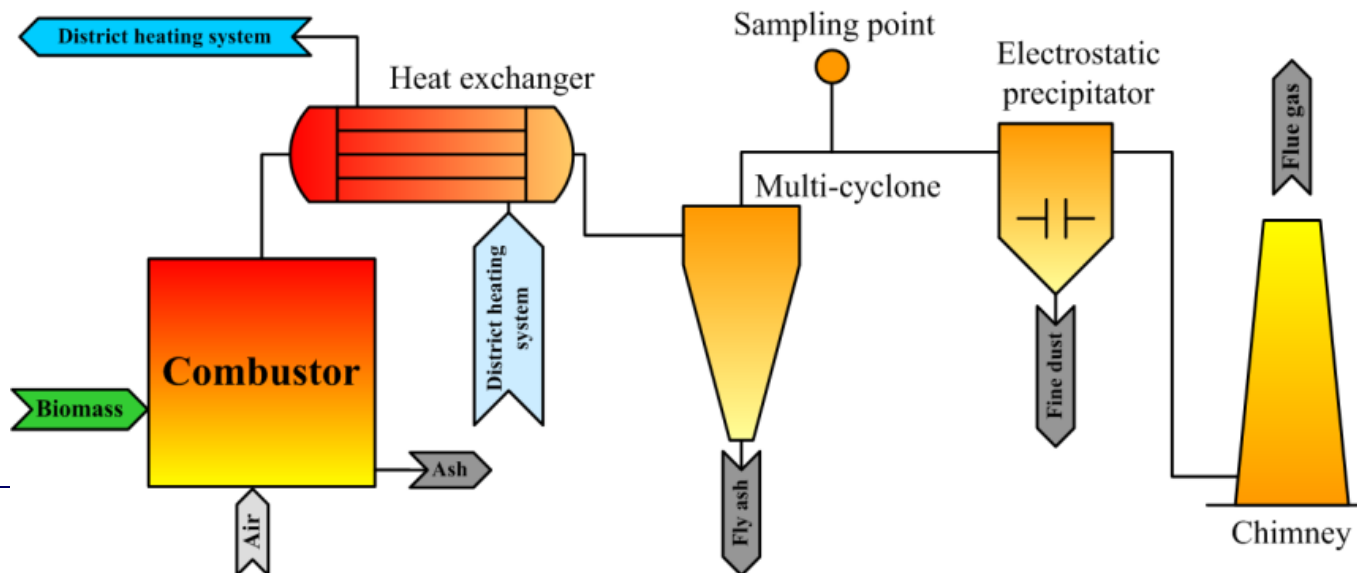 District heating system
Heat exchanger
Sampling point
Electrostatic
precipitator
Flue gas
Multi-cyclone
District heating
system
Combustor
Biomass
Ash
Air
Fly ash
Fine dust
Chimney